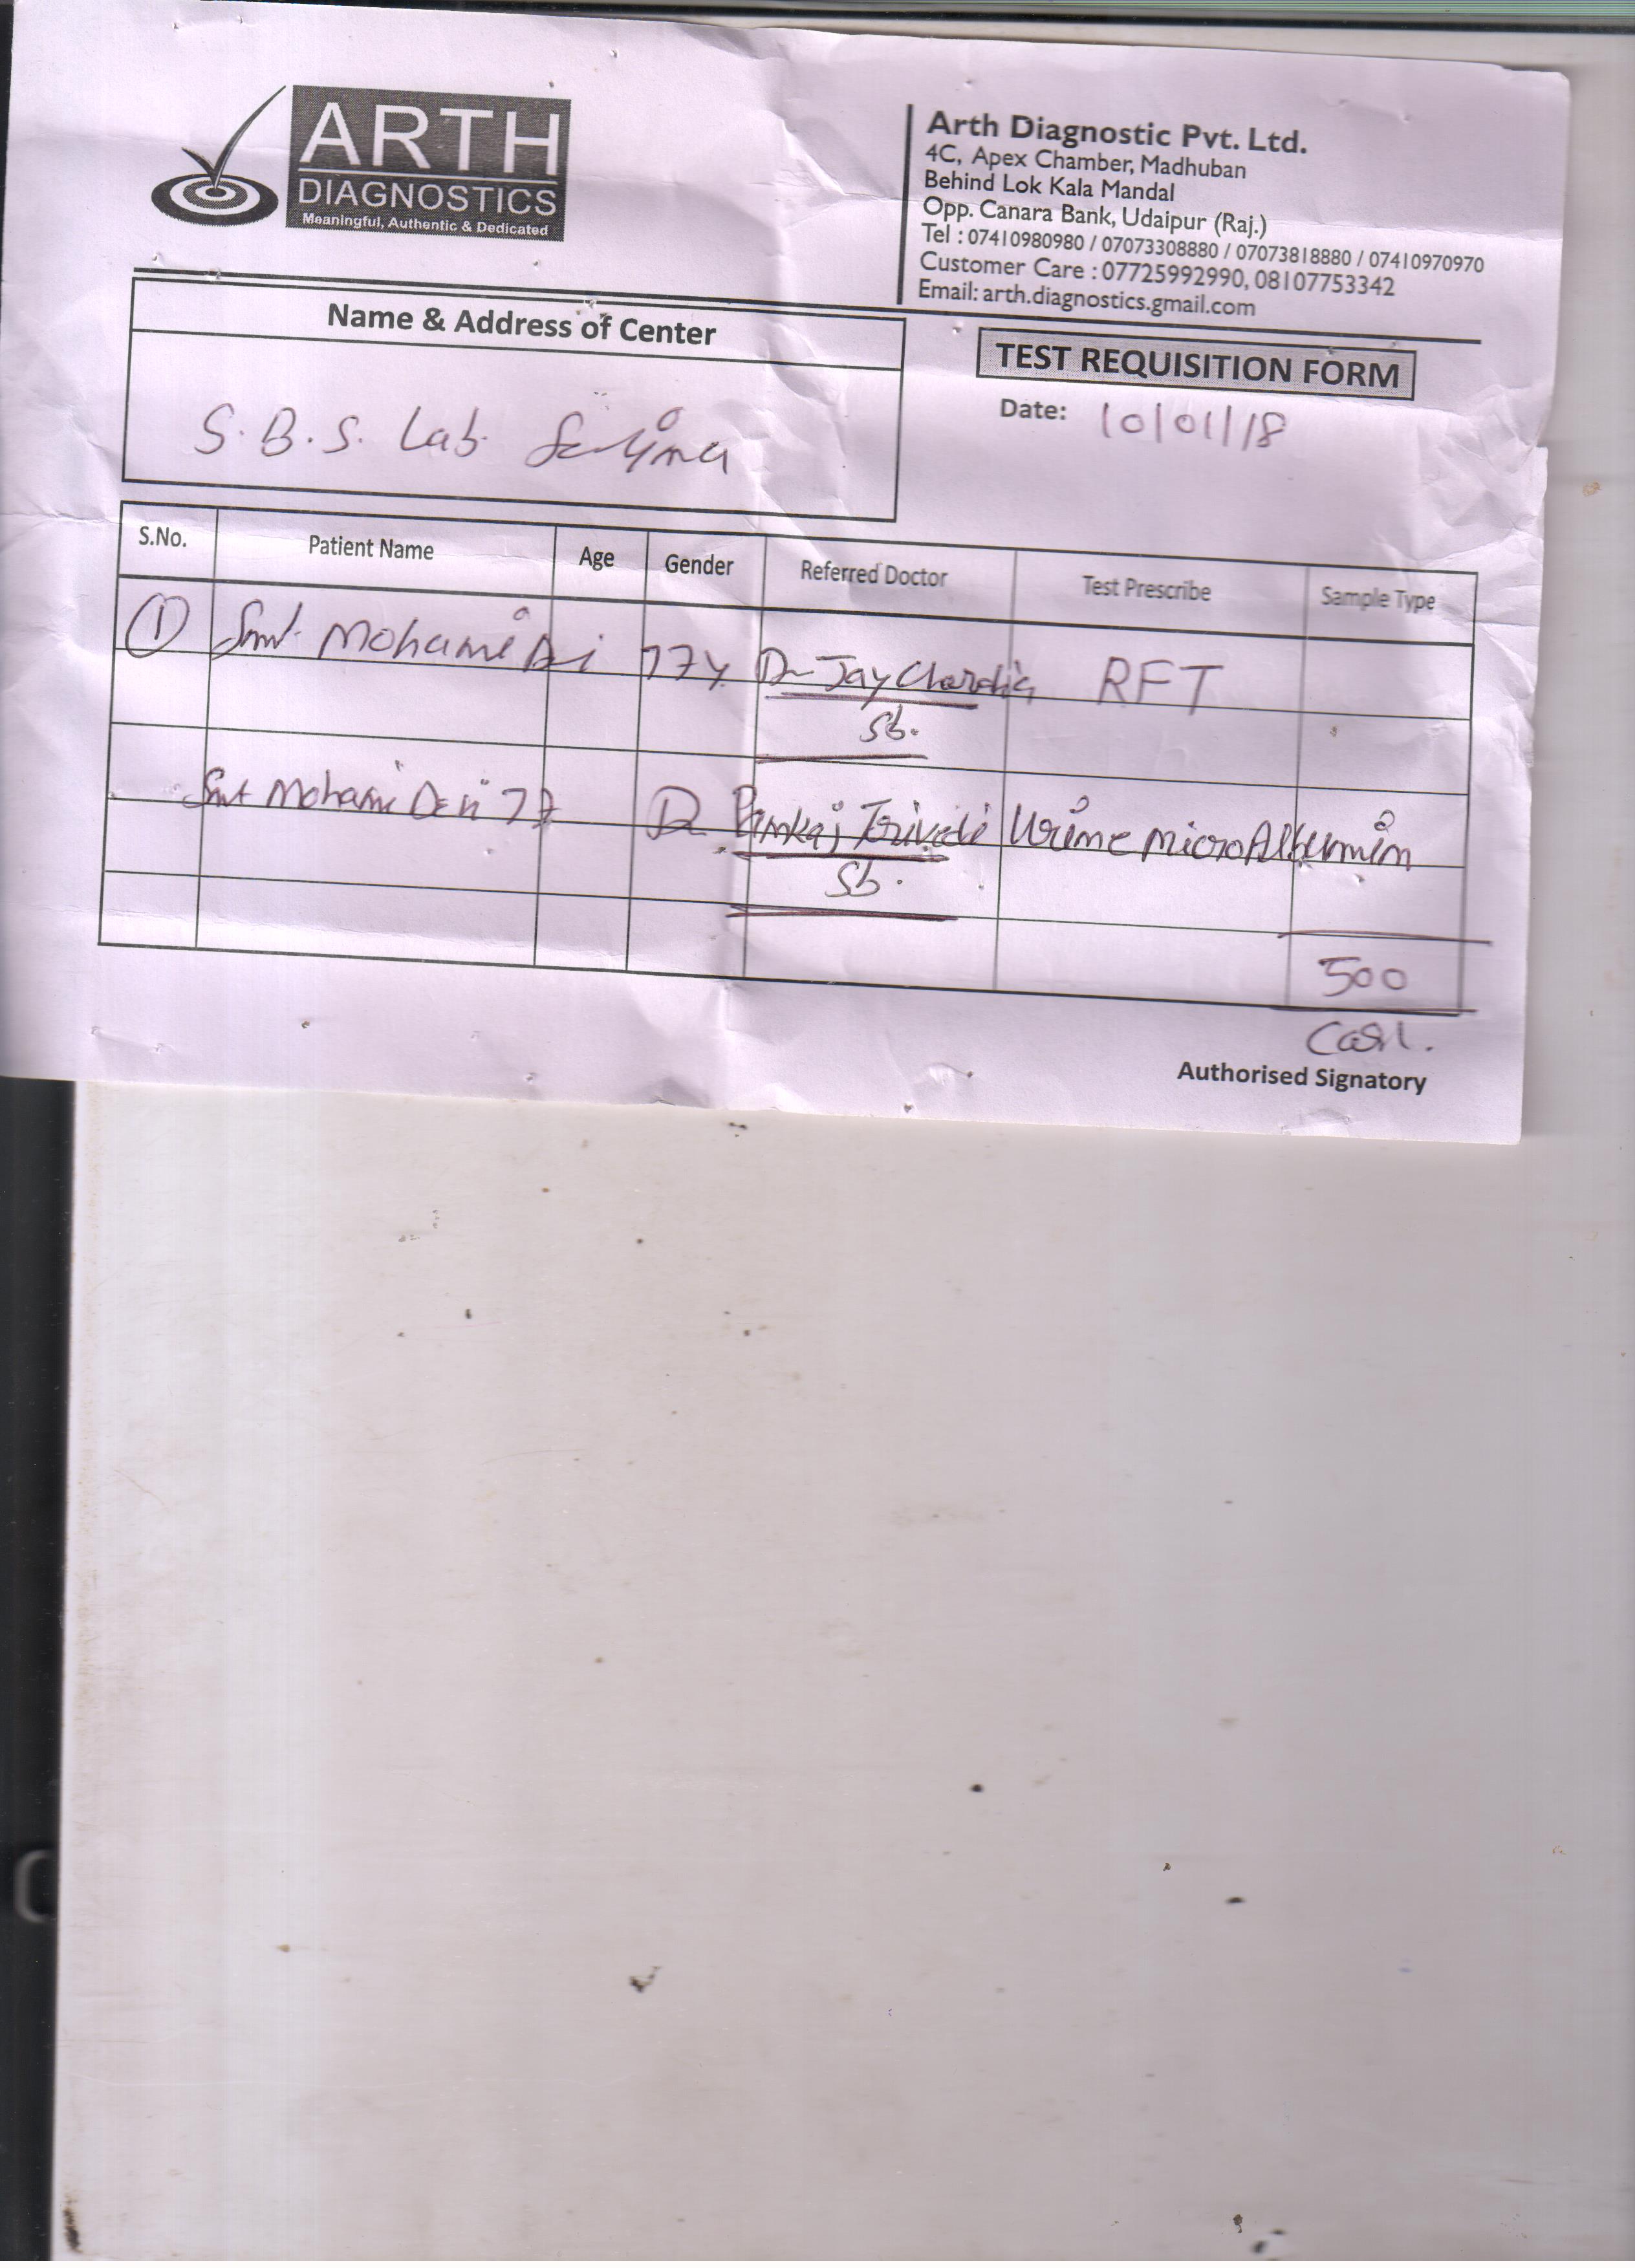 ARTH
DIAGNOSTICS
Meaningful, Authentic & Dedicated
Arth Diagnostic Pvt. Ltd.
4C, Apex Chamber, Madhuban
Behind Lok Kala Mandal
Opp. Canara Bank, Udaipur (Raj.)
Tel : 07410980980 / 07073308880 / 07073818880 / 07410970970
Customer Care : 07725992990, 08107753342
Email: arth.diagnostics.gmail.com
Name & Address of Center
S.B.S. Lab.
TEST REQUISITION FORM
Date: 10/01/18
S.No. Patient Name Age Gender Referred Doctor Test Prescribe Sample Type
1 Smt. Mohani 77y Dr Jay RFT
Sb.
Smt Mohani Devi 77 Dr Pankaj Trivedi Urine MicroAlbumin
Sb.
500
Cash.
Authorised Signatory